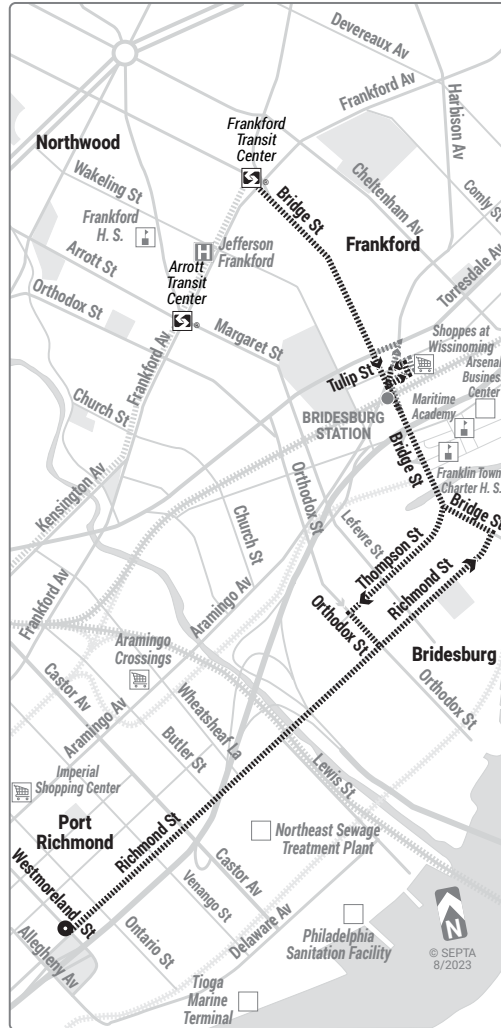 Devereaux Av
Frankford Av
Harbison Av
Northwood
Frankford
Transit
Center
Wakeling St
Bridge St
Cheltenham Av
Comly St
Frankford
H. S.
Frankford
H
Jefferson
Frankford
Arrott St
Arrott
Transit
Center
Torresdale Av
Orthodox St
Margaret St
Shoppes at
Wissinoming
Frankford Av
Tulip St
Arsenal
Business
Center
Maritime
Academy
BRIDESBURG
STATION
Church St
Bridge St
Franklin Town
Charter H. S.
Kensington Av
Orthodox St
Bridge St
Church St
Lefevre St
Thompson St
Richmond St
Frankford Av
Aramingo Av
Orthodox St
Aramingo
Crossings
Bridesburg
Castor Av
Orthodox St
Aramingo Av
Wheatsheaf La
Butler St
Lewis St
Imperial
Shopping Center
Port
Richmond
Richmond St
Northeast Sewage
Treatment Plant
Castor Av
Westmoreland St
Venango St
Delaware Av
N
Ontario St
Philadelphia
Sanitation Facility
© SEPTA
8/2023
Allegheny Av
Tioga
Marine
Terminal